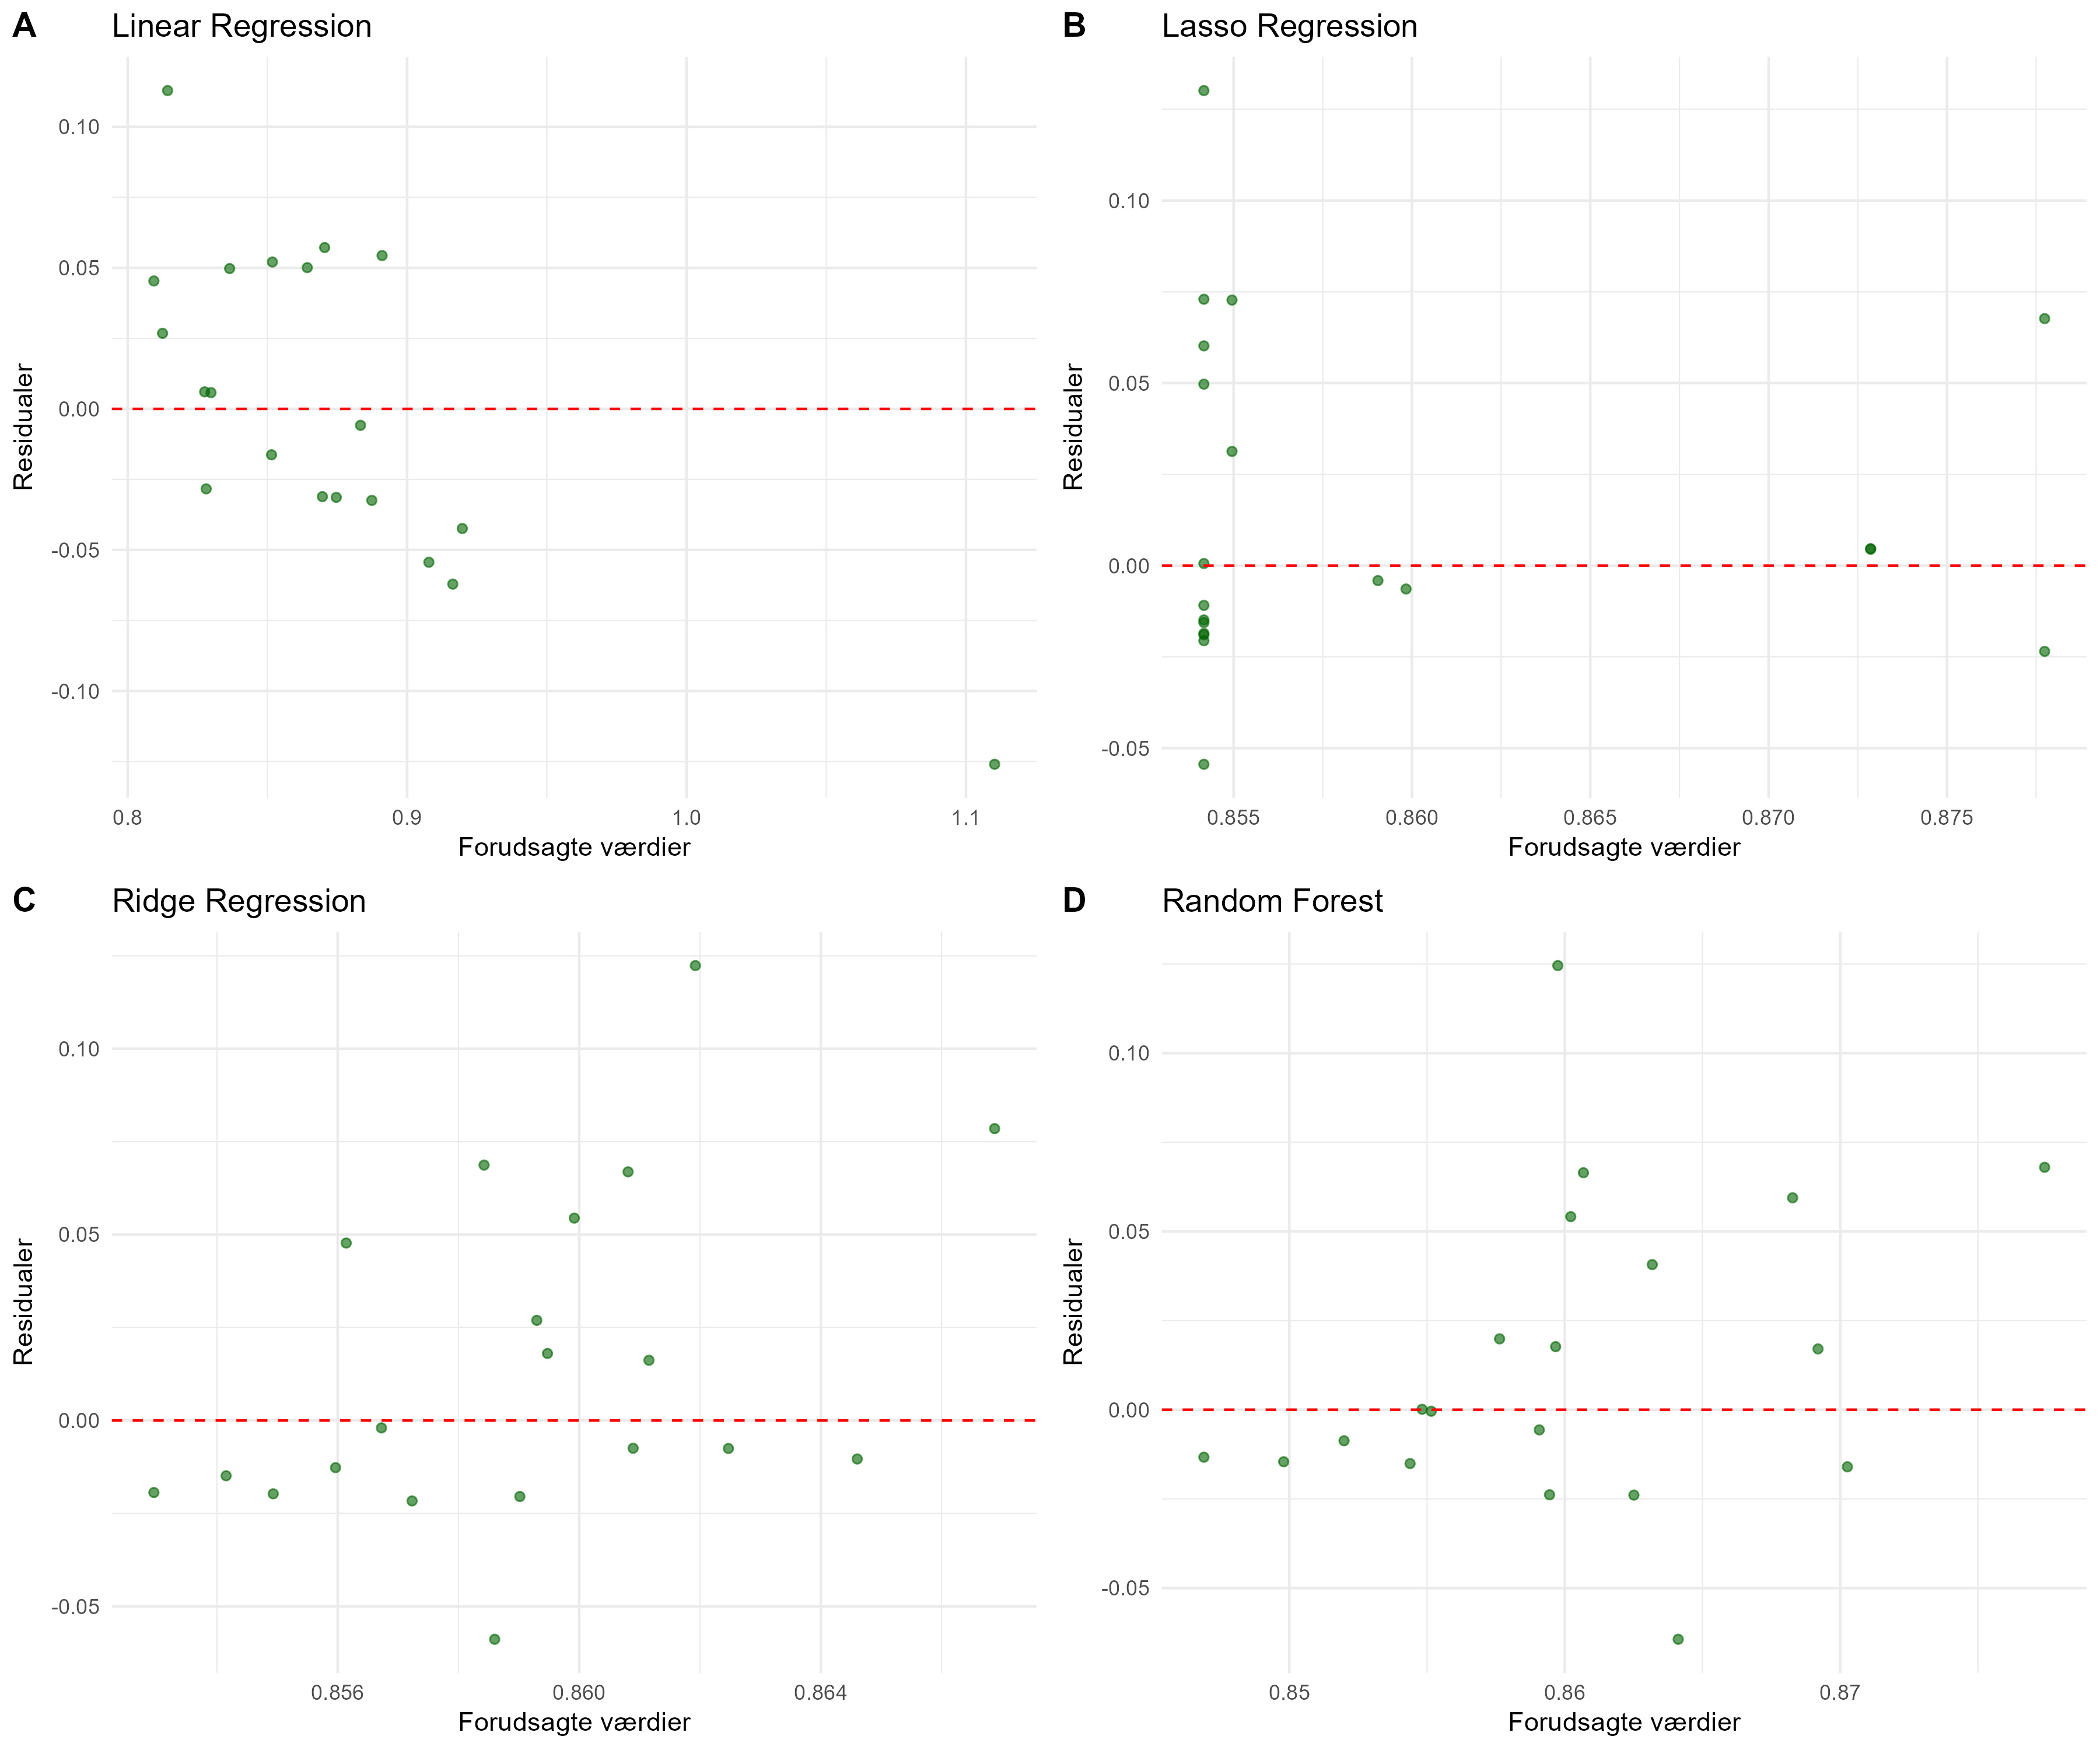 A Linear Regression
0.10
0.05
0.00
-0.05
-0.10
Residualer
0.8 0.9 1.0 1.1
Forudsagte værdier
B Lasso Regression
0.10
0.05
0.00
-0.05
Residualer
0.855 0.860 0.865 0.870 0.875
Forudsagte værdier
C Ridge Regression
0.10
0.05
0.00
-0.05
Residualer
0.856 0.860 0.864
Forudsagte værdier
D Random Forest
0.10
0.05
0.00
-0.05
Residualer
0.85 0.86 0.87
Forudsagte værdier